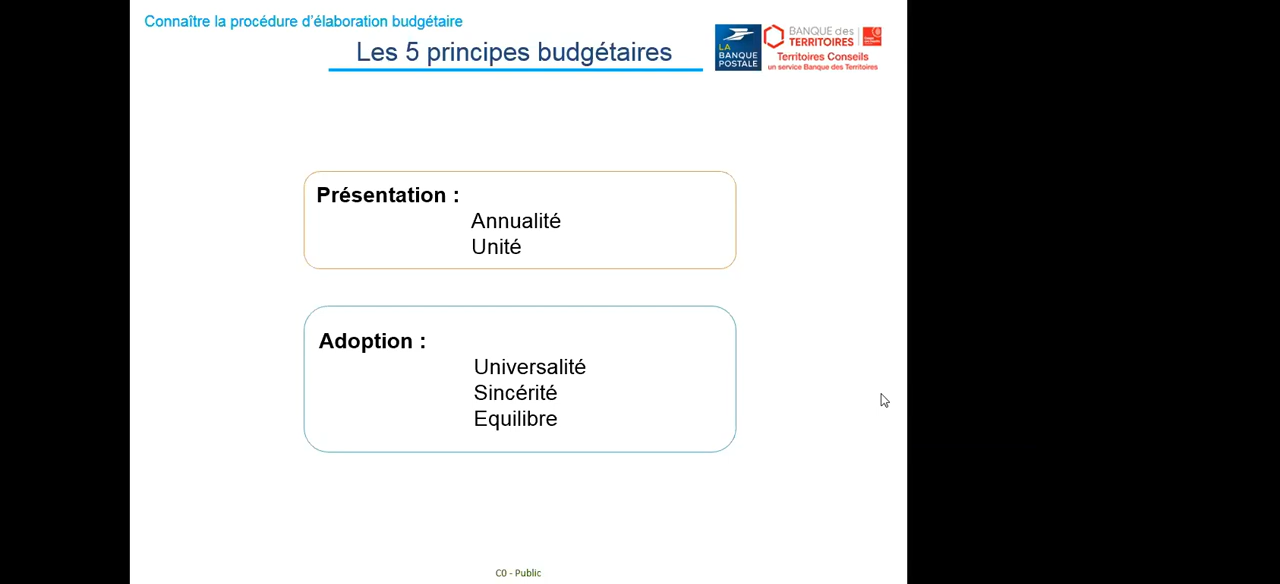 Connaître la procédure d'élaboration budgétaire
Les 5 principes budgétaires
LA
BANQUE
POSTALE
BANQUE des
TERRITOIRES
Territoires Conseils
un service Banque des Territoires
Présentation :
Annualité
Unité
Adoption :
Universalité
Sincérité
Equilibre
C0 - Public